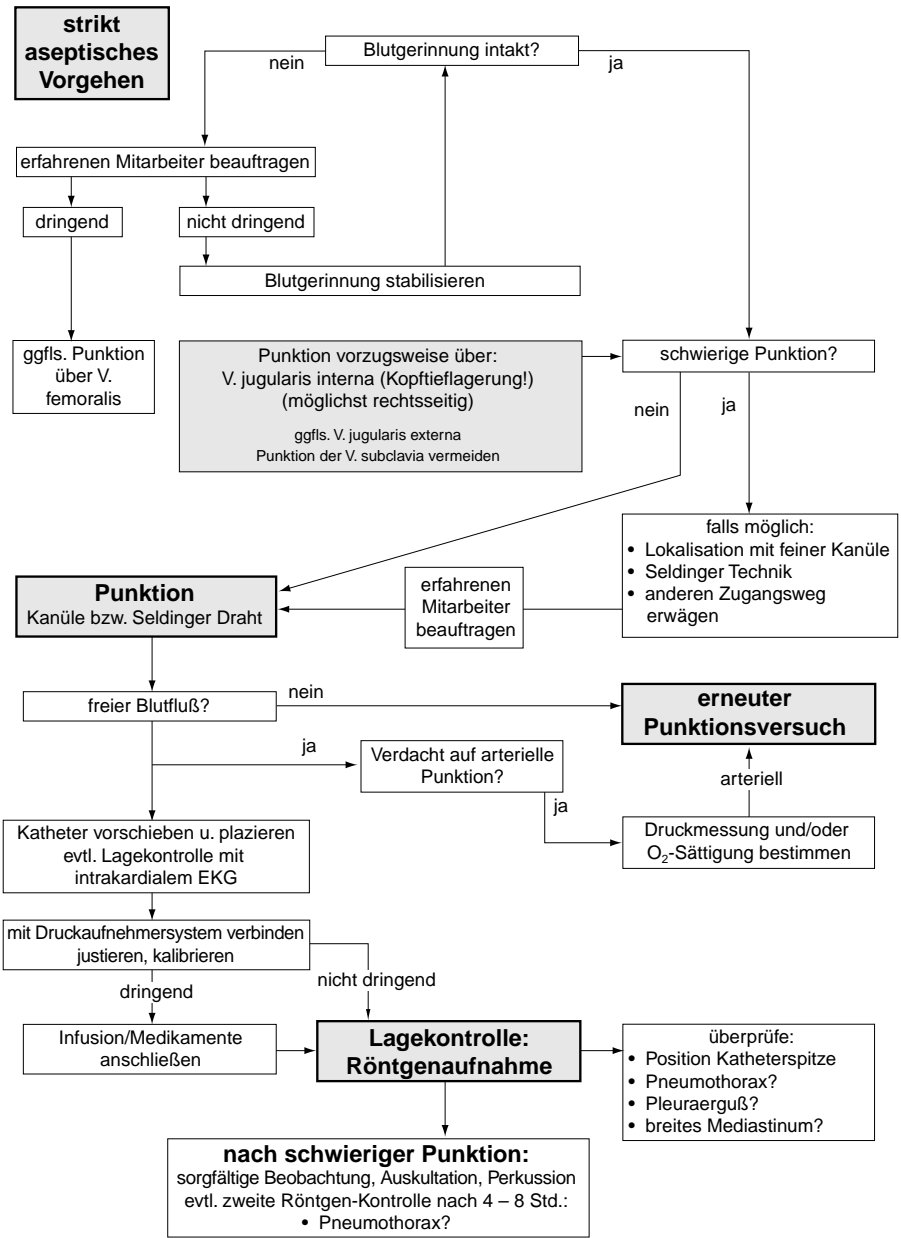 strikt
aseptisches
Vorgehen
Blutgerinnung intakt?
nein
ja
erfahrenen Mitarbeiter beauftragen
dringend
nicht dringend
Blutgerinnung stabilisieren
ggfls. Punktion
über V.
femoralis
Punktion vorzugsweise über:
V. jugularis interna (Kopftieflagerung!)
(möglichst rechtsseitig)
ggfls. V. jugularis externa
Punktion der V. subclavia vermeiden
schwierige Punktion?
nein
ja
falls möglich:
• Lokalisation mit feiner Kanüle
• Seldinger Technik
• anderen Zugangsweg
erwägen
erfahrenen
Mitarbeiter
beauftragen
Punktion
Kanüle bzw. Seldinger Draht
freier Blutfluß?
nein
erneuter
Punktionsversuch
ja
Verdacht auf arterielle
Punktion?
ja
arteriell
Druckmessung und/oder
O₂-Sättigung bestimmen
Katheter vorschieben u. plazieren
evtl. Lagekontrolle mit
intrakardialem EKG
mit Druckaufnehmersystem verbinden
justieren, kalibrieren
dringend
nicht dringend
Infusion/Medikamente
anschließen
Lagekontrolle:
Röntgenaufnahme
überprüfe:
• Position Katheterspitze
• Pneumothorax?
• Pleuraerguß?
• breites Mediastinum?
nach schwieriger Punktion:
sorgfältige Beobachtung, Auskultation, Perkussion
evtl. zweite Röntgen-Kontrolle nach 4 – 8 Std.:
• Pneumothorax?